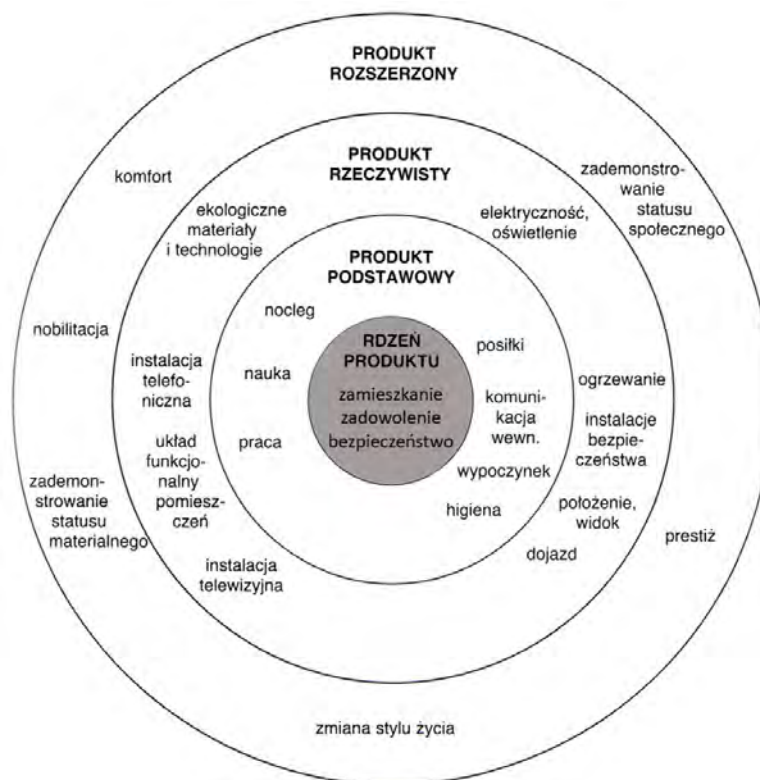 PRODUKT
ROZSZERZONY
komfort
zademonstro-
wanie
statusu
społecznego
nobilitacja
zademon-
strowanie
statusu
materialnego
prestiż
zmiana stylu życia
PRODUKT
RZECZYWISTY
ekologiczne
materiały
i technologie
elektryczność,
oświetlenie
instalacja
telefo-
niczna
układ
funkcjo-
nalny
pomiesz-
czeń
instalacja
telewizyjna
ogrzewanie
instalacje
bezpie-
czeństwa
położenie,
widok
dojazd
PRODUKT
PODSTAWOWY
nocleg
nauka
praca
posiłki
komuni-
kacja
wewn.
wypoczynek
higiena
RDZEŃ
PRODUKTU
zamieszkanie
zadowolenie
bezpieczeństwo